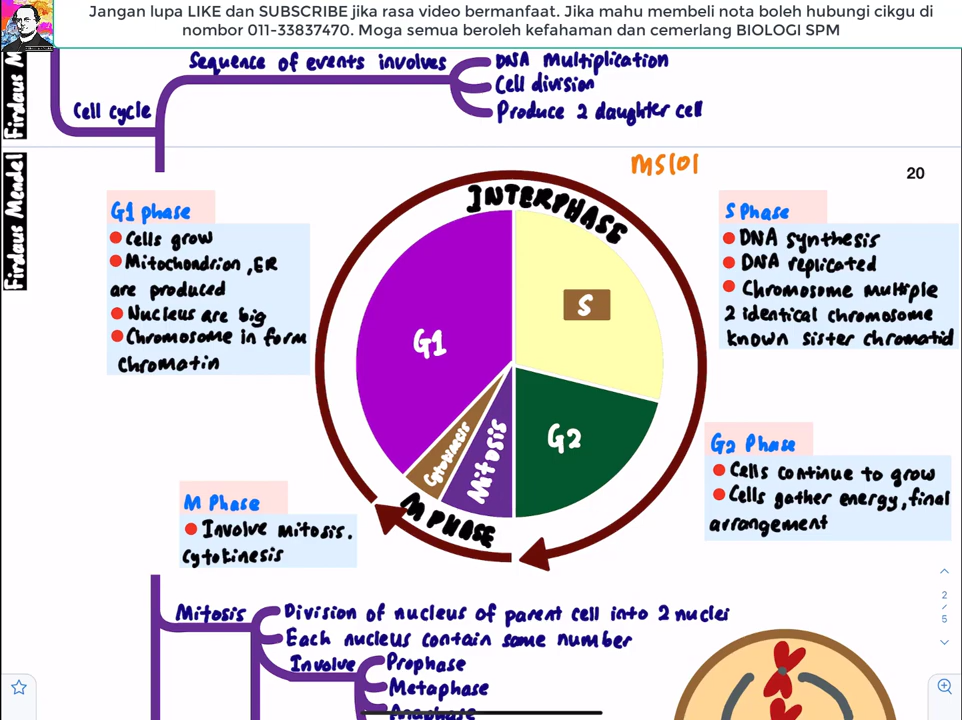 Jangan lupa LIKE dan SUBSCRIBE jika rasa video bermanfaat. Jika mahu membeli nota boleh hubungi cikgu di
nombor 011-33837470. Moga semua beroleh kefahaman dan cemerlang BIOLOGI SPM
Firdaus M
Sequence of events involves
DNA Multiplication
Cell division
Produce 2 daughter cell
Cell cycle
Firdaus Mendel
MS101
20
INTERPHASE
G1 phase
Cells grow
Mitochondrion, ER
are produced
Nucleus are big
Chromosome in form
chromatin
S Phase
DNA synthesis
DNA replicated
Chromosome multiple
2 identical chromosome
known sister chromatid
S
G1
G2
Cytokinesis
Mitosis
M PHASE
G2 Phase
Cells continue to grow
Cells gather energy, final
arrangement
M Phase
Involve mitosis.
cytokinesis
2
/
5
Mitosis
Division of nucleus of parent cell into 2 nuclei
Each nucleus contain same number
Involve
Prophase
Metaphase
Anaphase